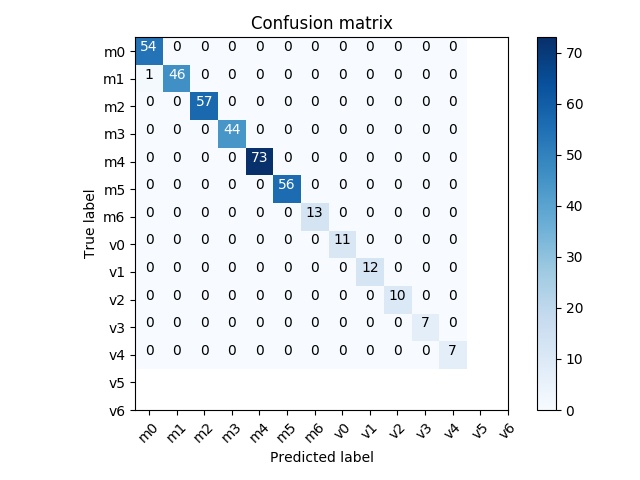 Confusion matrix
True label
m0 54 0 0 0 0 0 0 0 0 0 0 0
m1 1 46 0 0 0 0 0 0 0 0 0 0
m2 0 0 57 0 0 0 0 0 0 0 0 0
m3 0 0 0 44 0 0 0 0 0 0 0 0
m4 0 0 0 0 73 0 0 0 0 0 0 0
m5 0 0 0 0 0 56 0 0 0 0 0 0
m6 0 0 0 0 0 0 13 0 0 0 0 0
v0 0 0 0 0 0 0 0 11 0 0 0 0
v1 0 0 0 0 0 0 0 0 12 0 0 0
v2 0 0 0 0 0 0 0 0 0 10 0 0
v3 0 0 0 0 0 0 0 0 0 0 7 0
v4 0 0 0 0 0 0 0 0 0 0 0 7
v5
v6
m0 m1 m2 m3 m4 m5 m6 v0 v1 v2 v3 v4 v5 v6
Predicted label
70
60
50
40
30
20
10
0